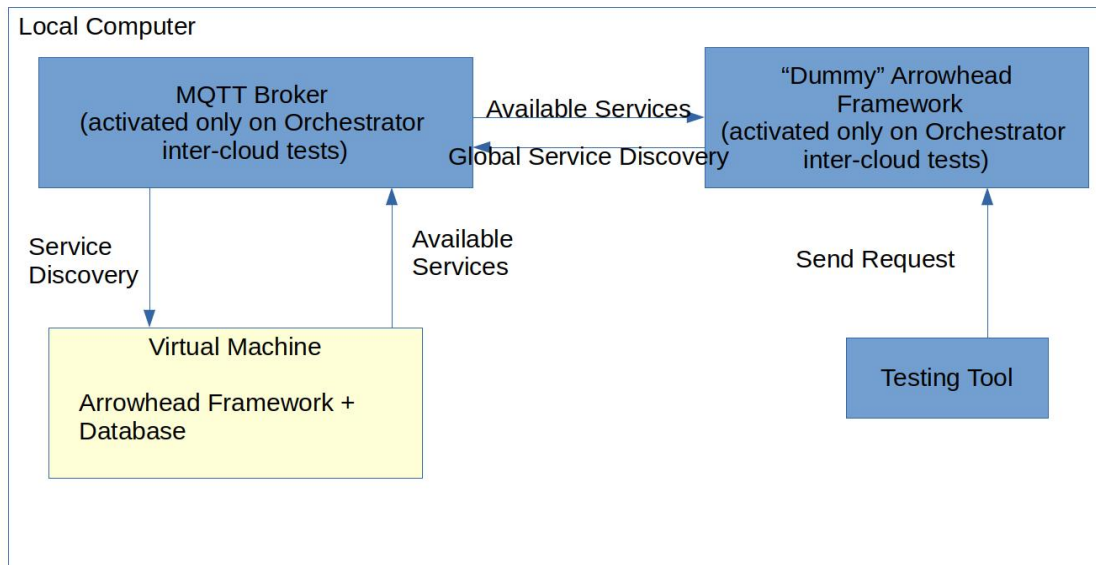 Local Computer
MQTT Broker
(activated only on Orchestrator
inter-cloud tests)
“Dummy” Arrowhead
Framework
(activated only on Orchestrator
inter-cloud tests)
Available Services
Global Service Discovery
Service
Discovery
Available
Services
Send Request
Virtual Machine
Arrowhead Framework +
Database
Testing Tool